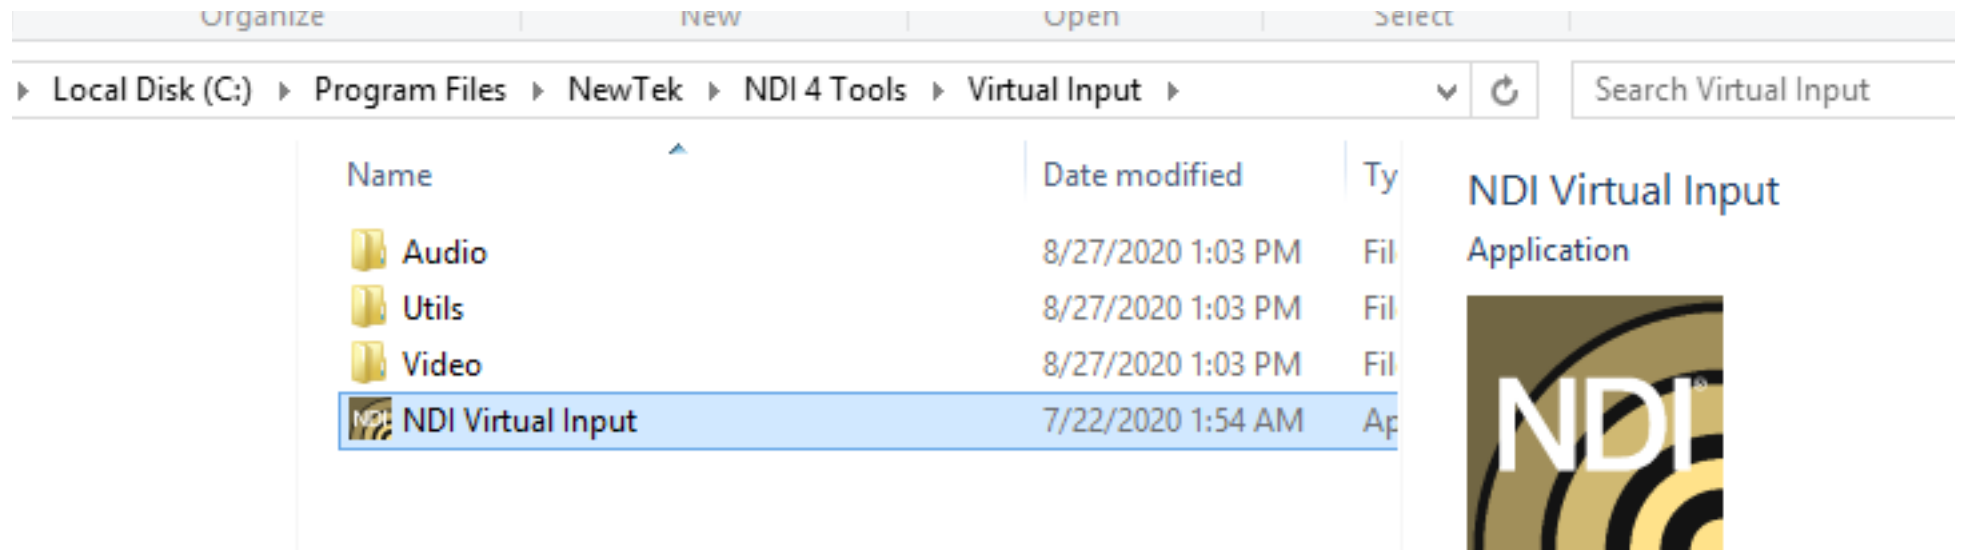 Organize New Open Select
Local Disk (C:) Program Files NewTek NDI 4 Tools Virtual Input Search Virtual Input
Name Date modified Ty
NDI Virtual Input
Application
Audio 8/27/2020 1:03 PM Fil
Utils 8/27/2020 1:03 PM Fil
Video 8/27/2020 1:03 PM Fil
NDI NDI Virtual Input 7/22/2020 1:54 AM Ap
NDI®